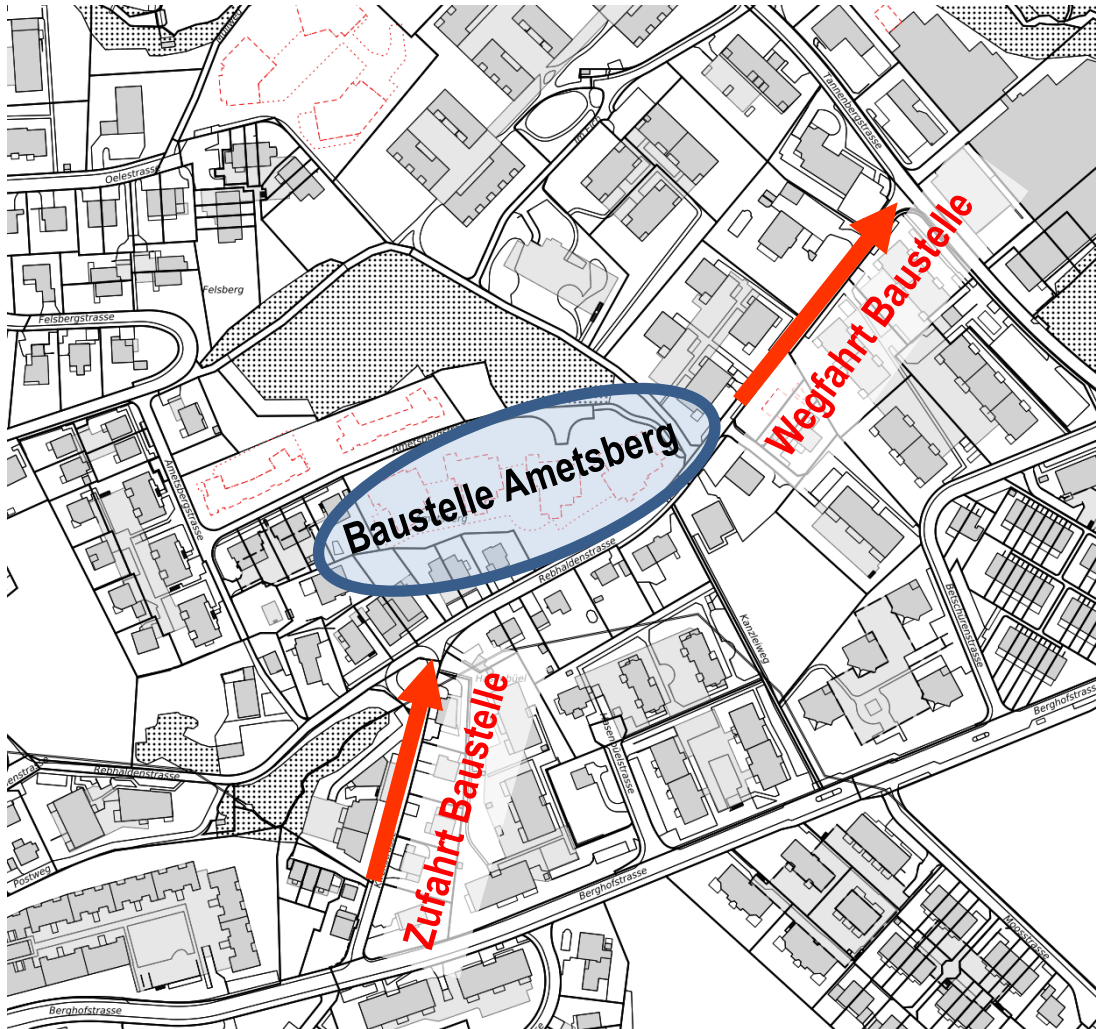 Tannenbergstrasse
Oelestrasse
Felsberg
Felsbergstrasse
Wegfahrt Baustelle
Baustelle Ametsberg
Ametsbergstrasse
Rebhaldenstrasse
Betschürenstrasse
Kanzleiweg
Rebhaldenstrasse
Zufahrt Baustelle
Berghofstrasse
Postweg
Berghofstrasse
Moosstrasse
Berghofstrasse